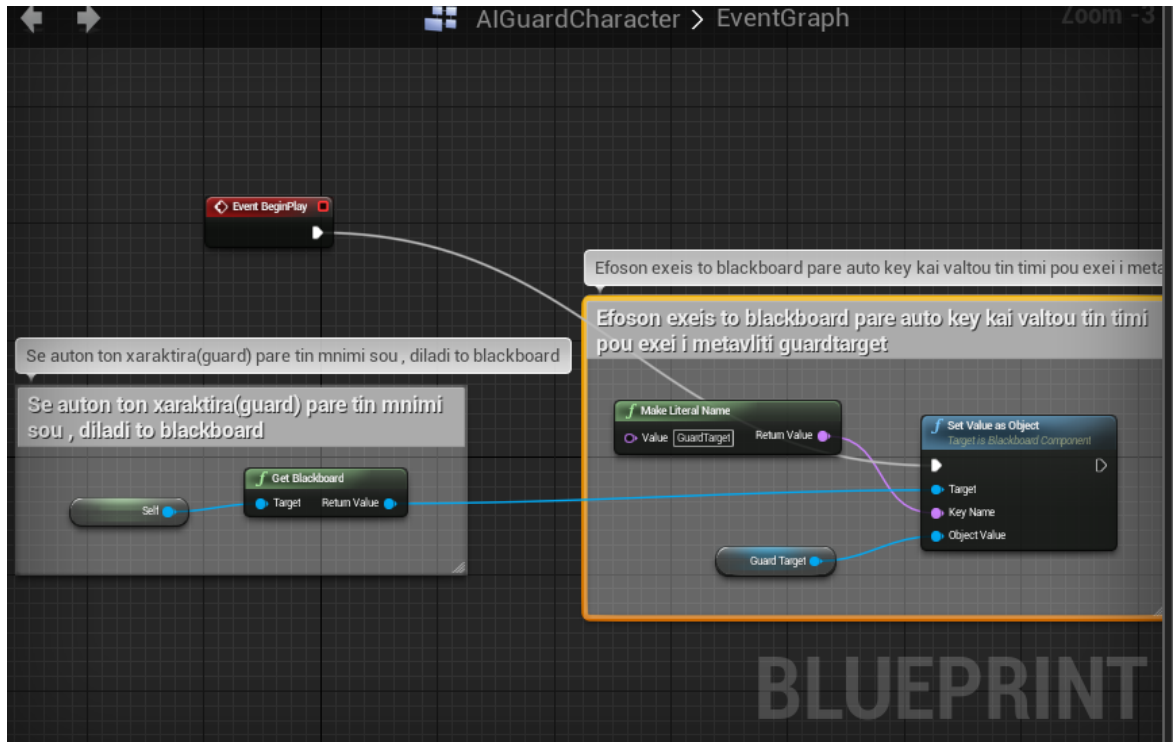 AIGuardCharacter > EventGraph
Zoom -3
Event BeginPlay
Efoson exeis to blackboard pare auto key kai valtou tin timi pou exei i meta
Efoson exeis to blackboard pare auto key kai valtou tin timi
pou exei i metavliti guardtarget
Se auton ton xaraktira(guard) pare tin mnimi sou , diladi to blackboard
Se auton ton xaraktira(guard) pare tin mnimi
sou , diladi to blackboard
Make Literal Name
Value GuardTarget Return Value
Set Value as Object
Target is Blackboard Component
Get Blackboard
Target Return Value
Self
Target
Key Name
Object Value
Guard Target
BLUEPRINT